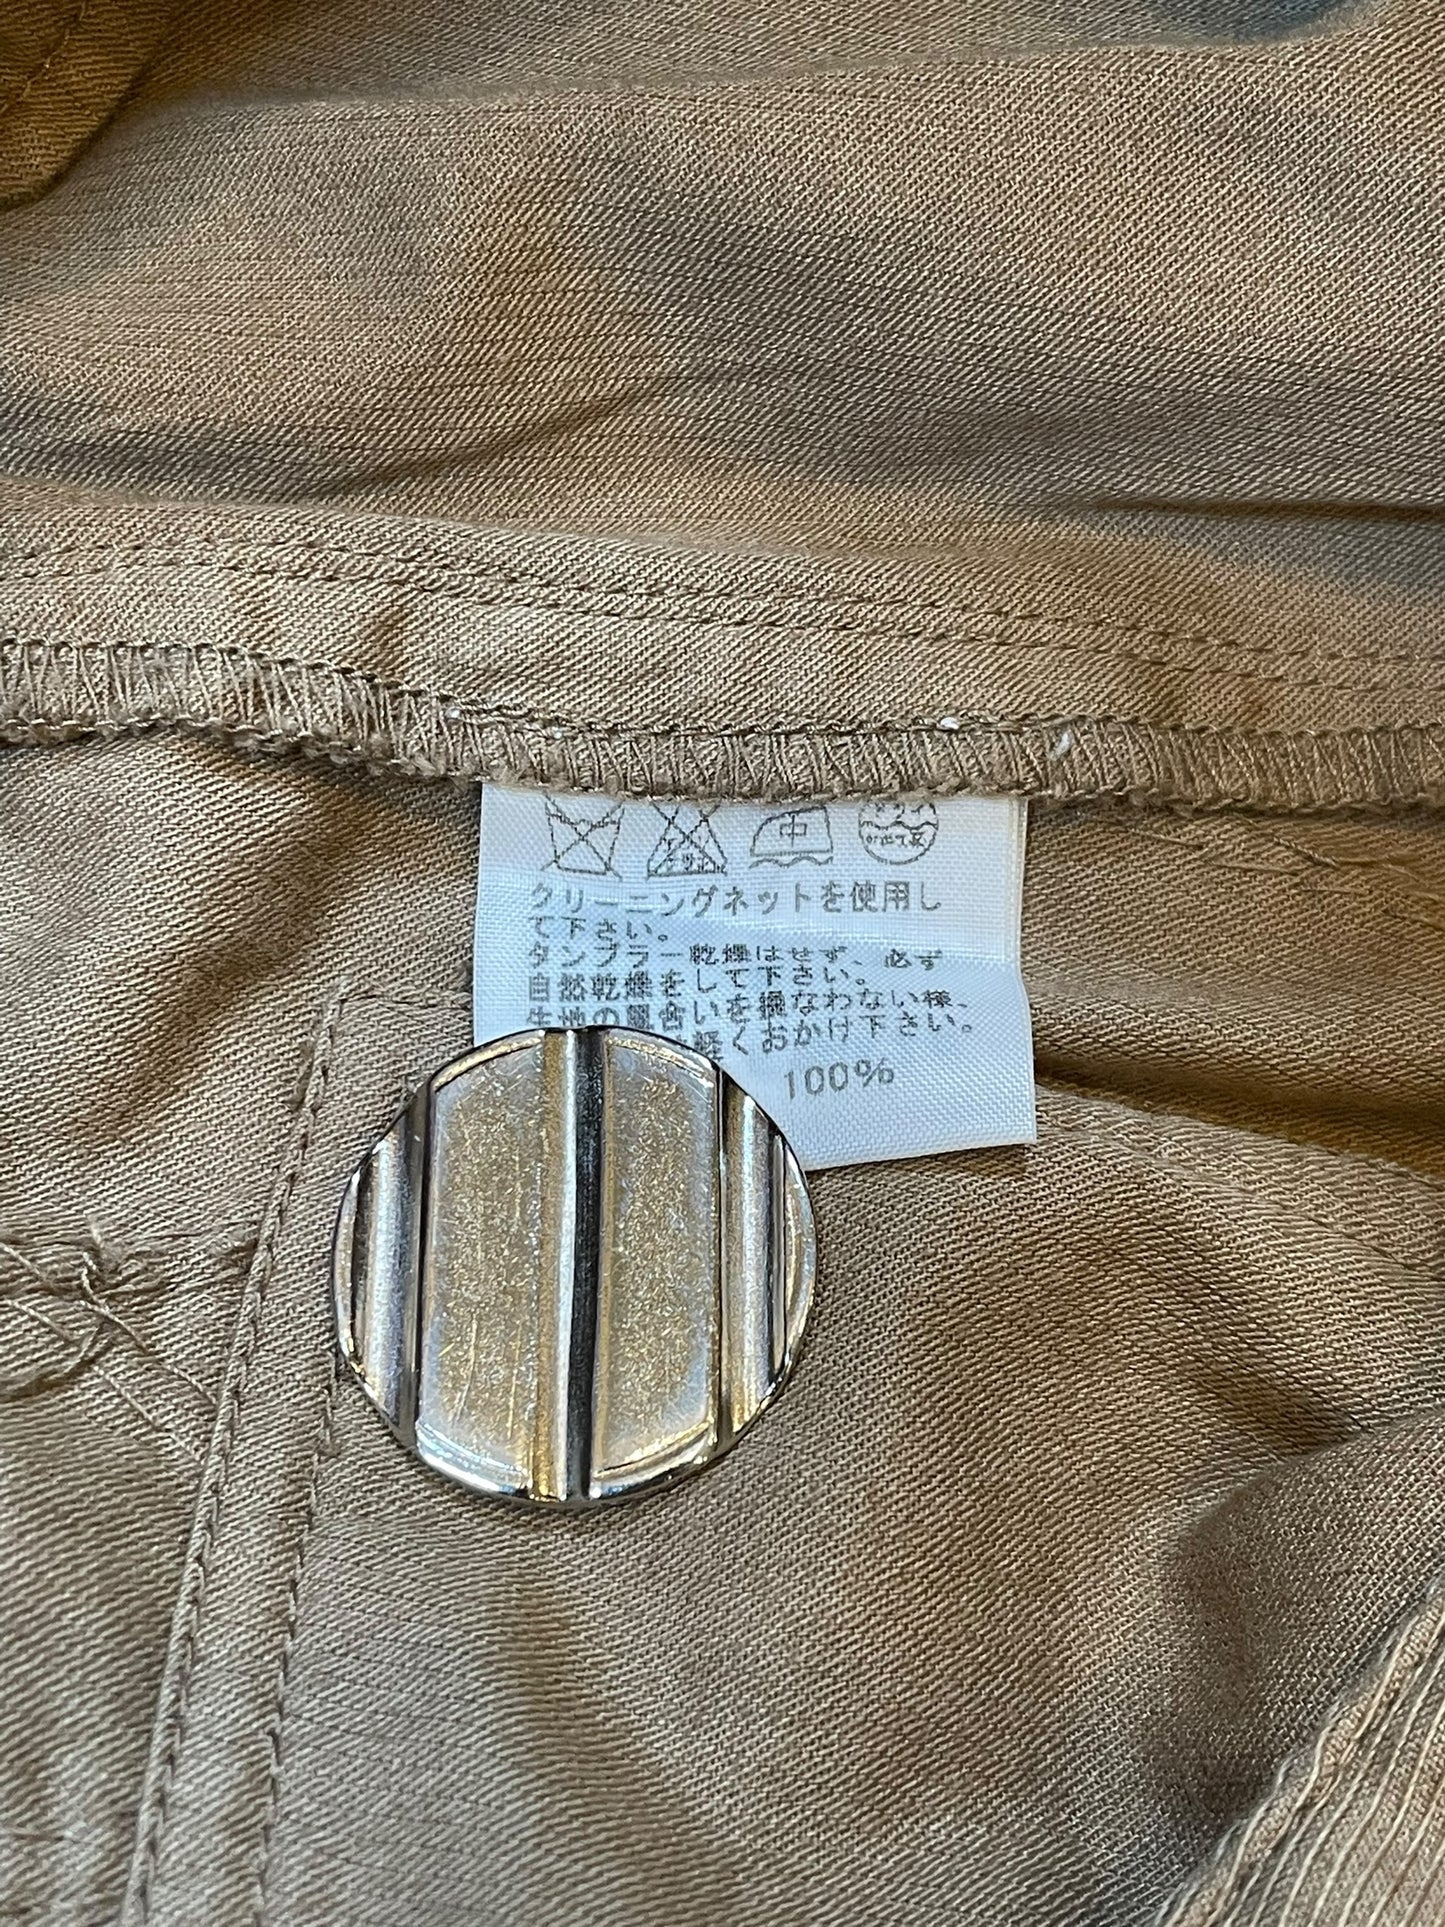 中
クリーニングネットを使用し
て下さい。
タンブラー乾燥はせず、必ず
自然乾燥をして下さい。
生地の風合いを損なわない様、
軽くおかけ下さい。
100%